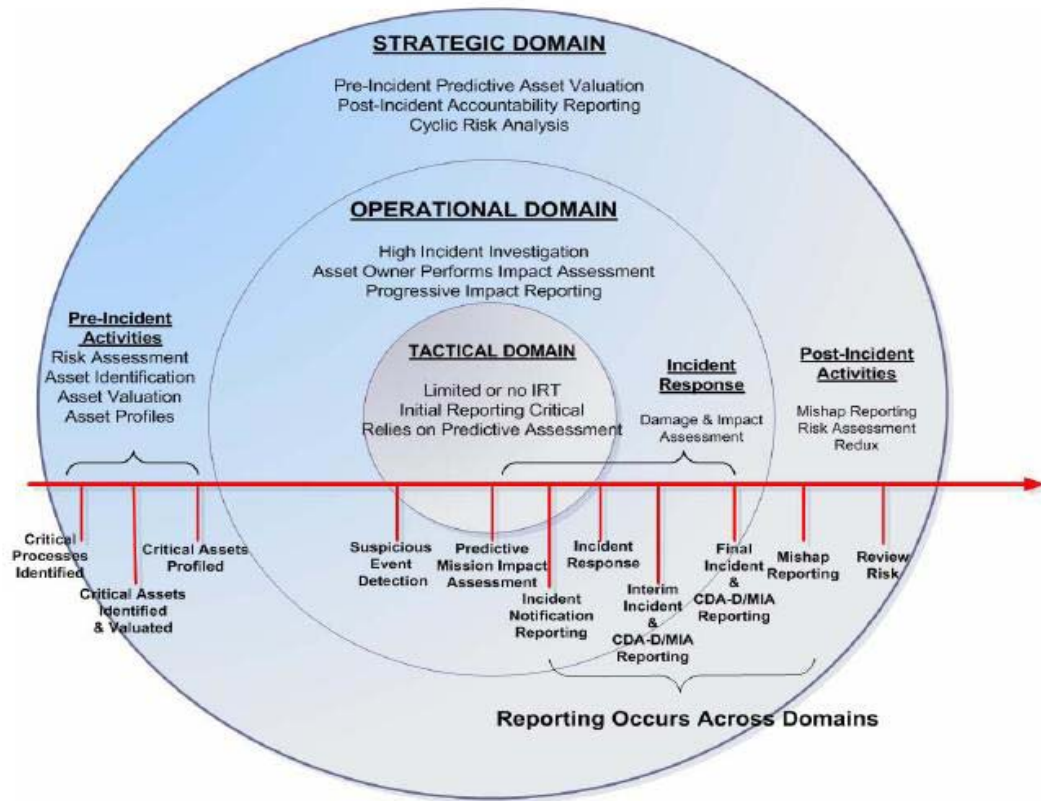 STRATEGIC DOMAIN
Pre-Incident Predictive Asset Valuation
Post-Incident Accountability Reporting
Cyclic Risk Analysis
OPERATIONAL DOMAIN
High Incident Investigation
Asset Owner Performs Impact Assessment
Progressive Impact Reporting
Pre-Incident
Activities
Risk Assessment
Asset Identification
Asset Valuation
Asset Profiles
TACTICAL DOMAIN
Limited or no IRT
Initial Reporting Critical
Relies on Predictive Assessment
Incident
Response
Damage & Impact
Assessment
Post-Incident
Activities
Mishap Reporting
Risk Assessment
Redux
Critical
Processes
Identified
Critical Assets
Identified
& Valuated
Critical Assets
Profiled
Suspicious
Event
Detection
Predictive
Mission Impact
Assessment
Incident
Notification
Reporting
Incident
Response
Interim
Incident
&
CDA-D/MIA
Reporting
Final
Incident
&
CDA-D/MIA
Reporting
Mishap
Reporting
Review
Risk
Reporting Occurs Across Domains